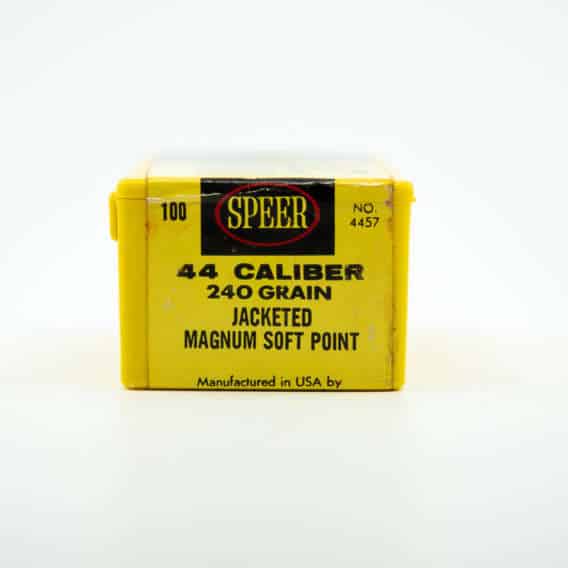 100 SPEER NO.
4457
44 CALIBER
240 GRAIN
JACKETED
MAGNUM SOFT POINT
Manufactured in USA by